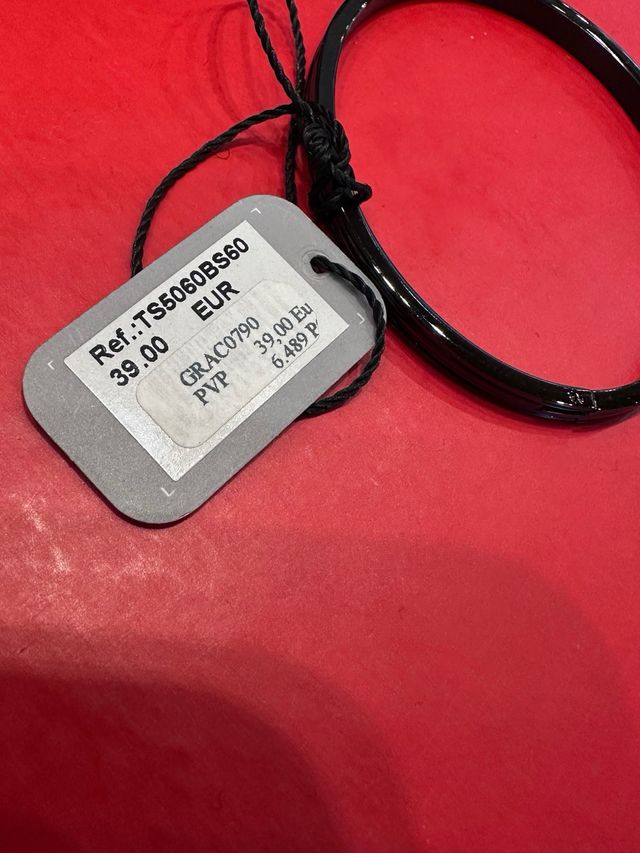 Ref.:TS5060BS60
39.00 EUR
GRAC0790
PVP 39,00 Eu
6.489 P